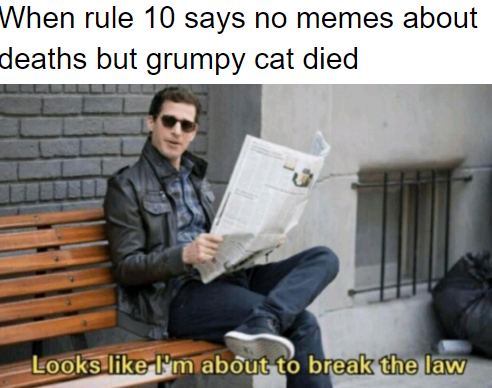 When rule 10 says no memes about
deaths but grumpy cat died
Looks like I'm about to break the law